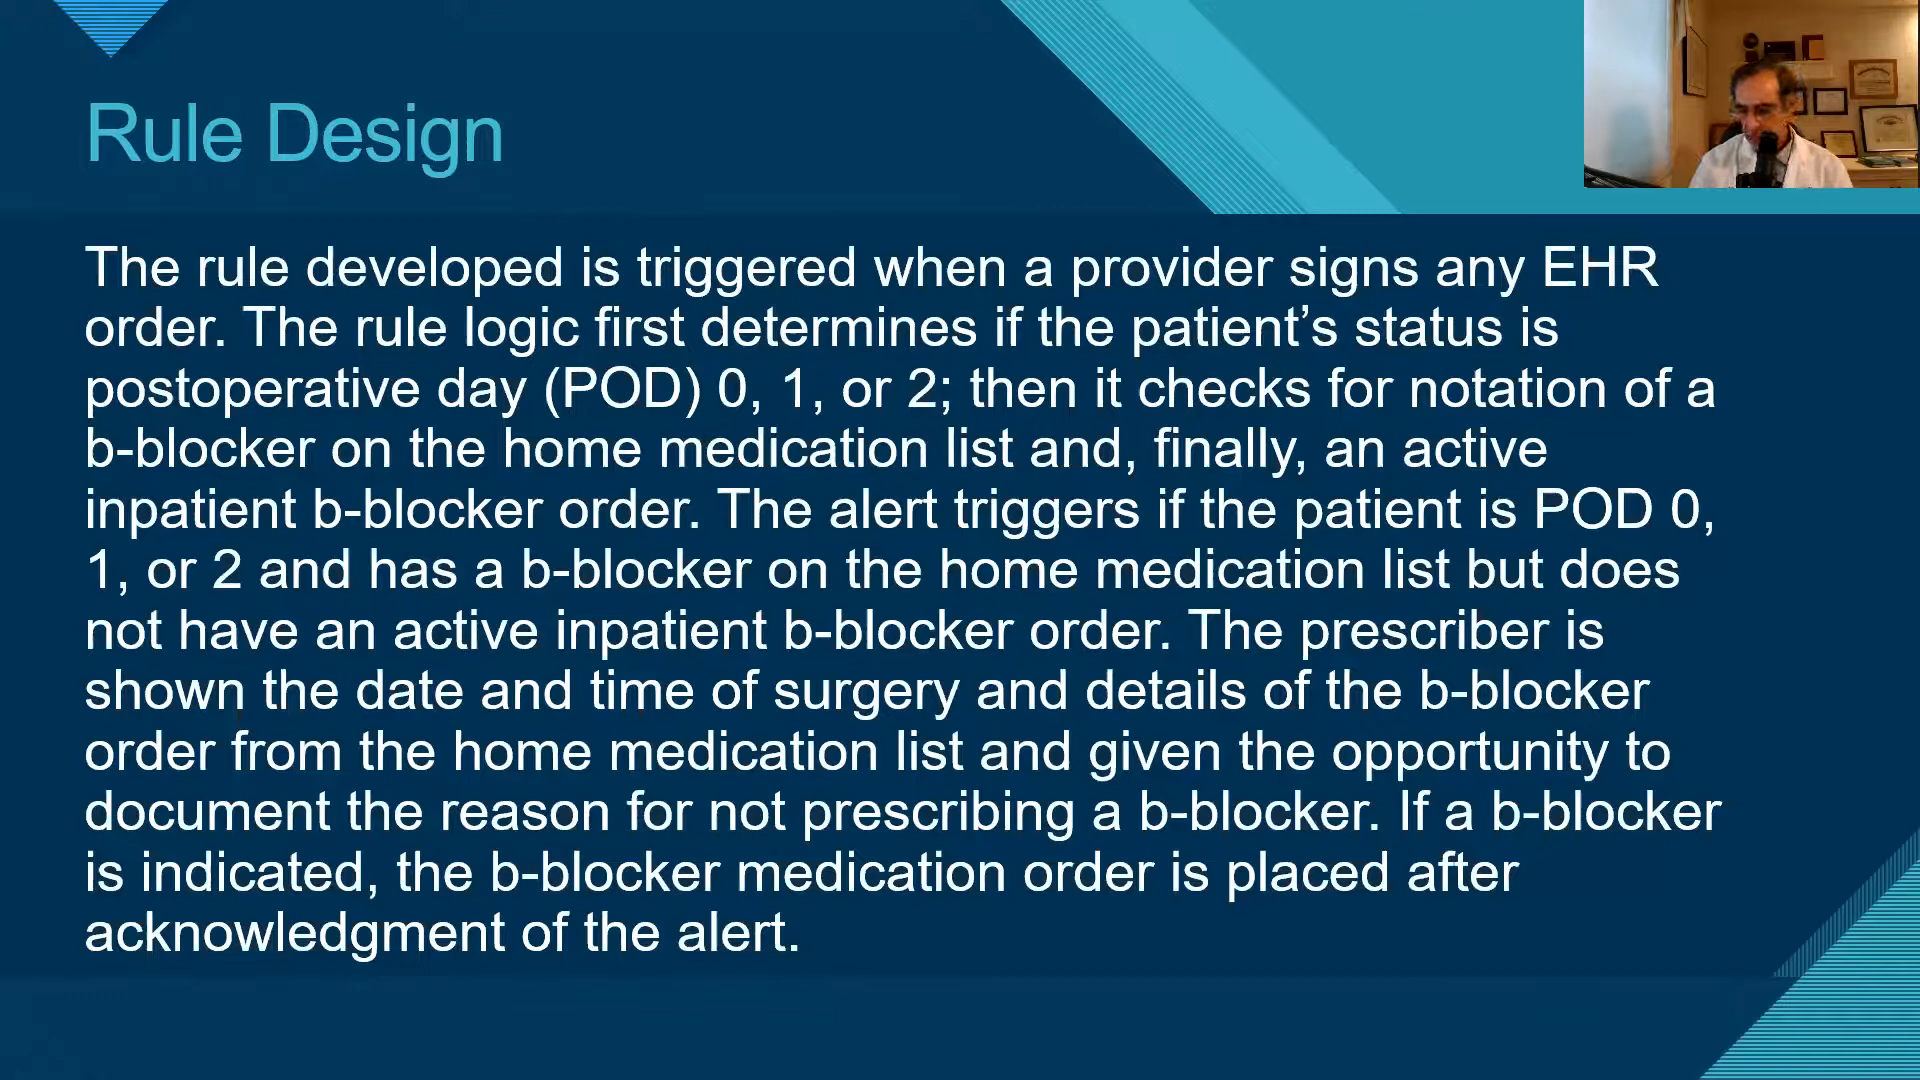 Rule Design
The rule developed is triggered when a provider signs any EHR
order. The rule logic first determines if the patient’s status is
postoperative day (POD) 0, 1, or 2; then it checks for notation of a
b-blocker on the home medication list and, finally, an active
inpatient b-blocker order. The alert triggers if the patient is POD 0,
1, or 2 and has a b-blocker on the home medication list but does
not have an active inpatient b-blocker order. The prescriber is
shown the date and time of surgery and details of the b-blocker
order from the home medication list and given the opportunity to
document the reason for not prescribing a b-blocker. If a b-blocker
is indicated, the b-blocker medication order is placed after
acknowledgment of the alert.